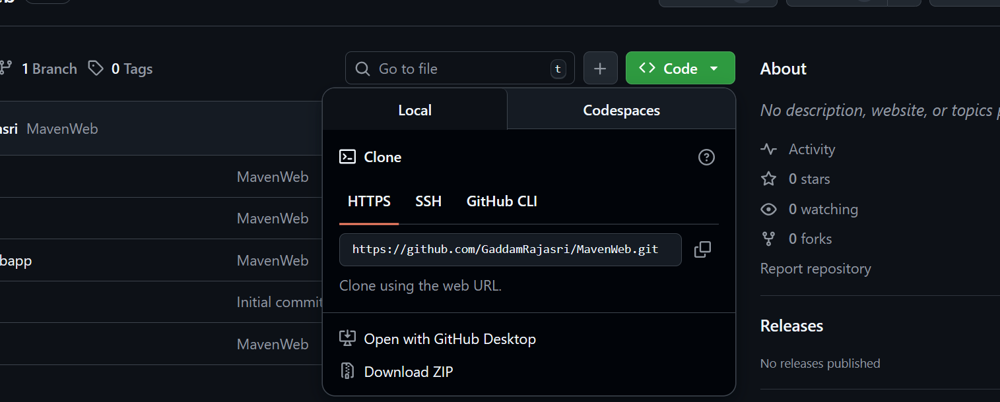 1 Branch 0 Tags
Go to file t
Code
About
Local Codespaces
No description, website, or topics
asri MavenWeb
Clone
Activity
MavenWeb
0 stars
HTTPS SSH GitHub CLI
0 watching
MavenWeb
0 forks
https://github.com/GaddamRajasri/MavenWeb.git
bapp MavenWeb
Report repository
Clone using the web URL.
Initial commit
Releases
Open with GitHub Desktop
MavenWeb
No releases published
Download ZIP